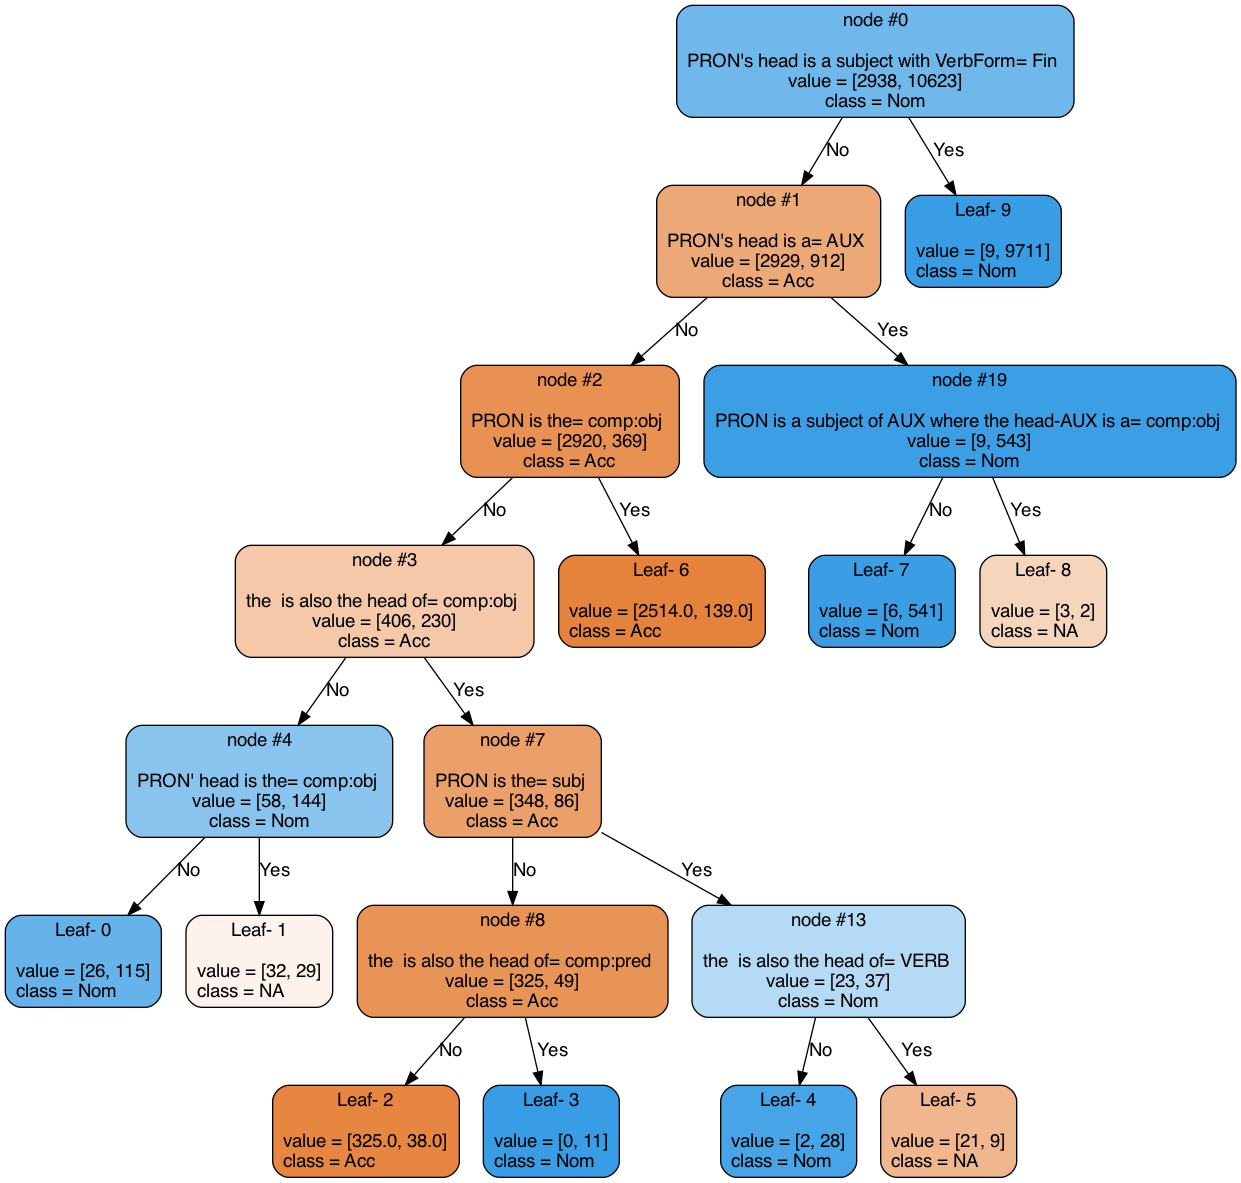 node #0
PRON's head is a subject with VerbForm= Fin
value = [2938, 10623]
class = Nom
No
Yes
node #1
PRON's head is a= AUX
value = [2929, 912]
class = Acc
Leaf- 9
value = [9, 9711]
class = Nom
No
Yes
node #2
PRON is the= comp:obj
value = [2920, 369]
class = Acc
node #19
PRON is a subject of AUX where the head-AUX is a= comp:obj
value = [9, 543]
class = Nom
No
Yes
No
Yes
node #3
the  is also the head of= comp:obj
value = [406, 230]
class = Acc
Leaf- 6
value = [2514.0, 139.0]
class = Acc
Leaf- 7
value = [6, 541]
class = Nom
Leaf- 8
value = [3, 2]
class = NA
No
Yes
node #4
PRON' head is the= comp:obj
value = [58, 144]
class = Nom
node #7
PRON is the= subj
value = [348, 86]
class = Acc
No
Yes
No
Yes
Leaf- 0
value = [26, 115]
class = Nom
Leaf- 1
value = [32, 29]
class = NA
node #8
the  is also the head of= comp:pred
value = [325, 49]
class = Acc
node #13
the  is also the head of= VERB
value = [23, 37]
class = Nom
No
Yes
No
Yes
Leaf- 2
value = [325.0, 38.0]
class = Acc
Leaf- 3
value = [0, 11]
class = Nom
Leaf- 4
value = [2, 28]
class = Nom
Leaf- 5
value = [21, 9]
class = NA